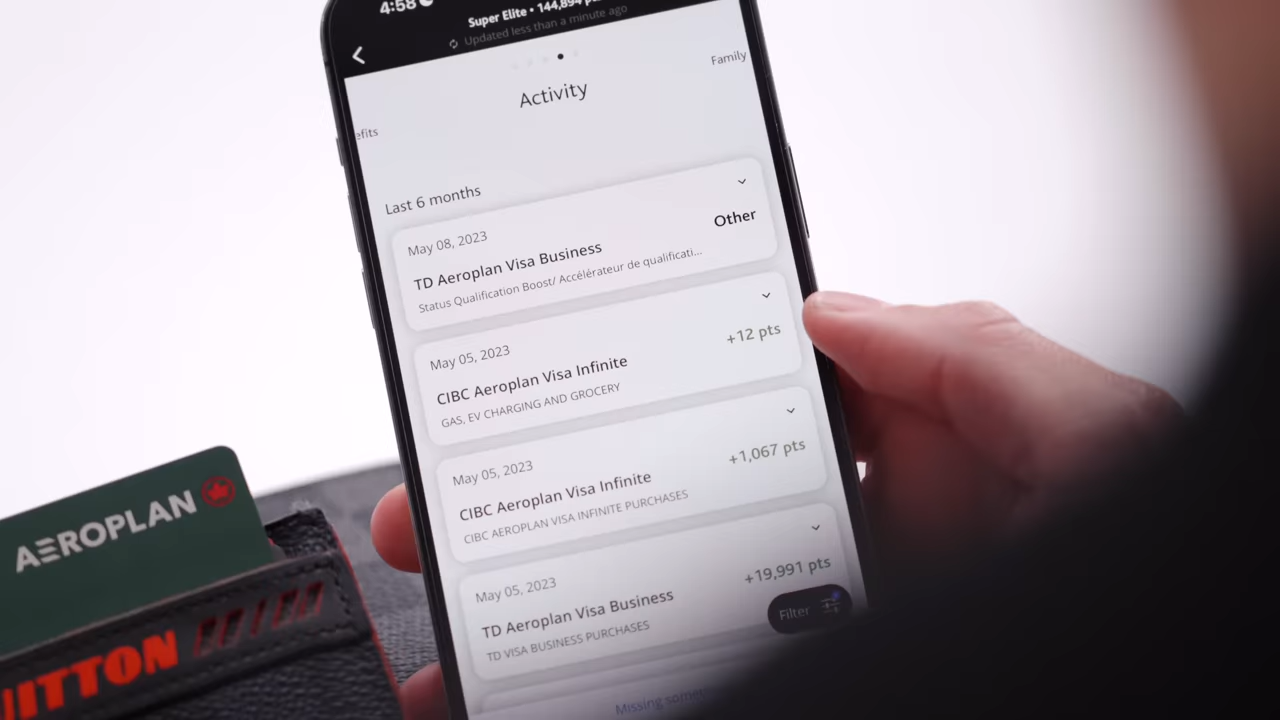 4:58
Super Elite • 144,894 pts
Updated less than a minute ago
efits
Activity
Family
Last 6 months
May 08, 2023
TD Aeroplan Visa Business
Other
Status Qualification Boost/ Accélérateur de qualificati...
May 05, 2023
CIBC Aeroplan Visa Infinite
+12 pts
GAS, EV CHARGING AND GROCERY
May 05, 2023
CIBC Aeroplan Visa Infinite
+1,067 pts
CIBC AEROPLAN VISA INFINITE PURCHASES
May 05, 2023
TD Aeroplan Visa Business
+19,991 pts
TD VISA BUSINESS PURCHASES
Filter
Missing somet
AEROPLAN
UITTON